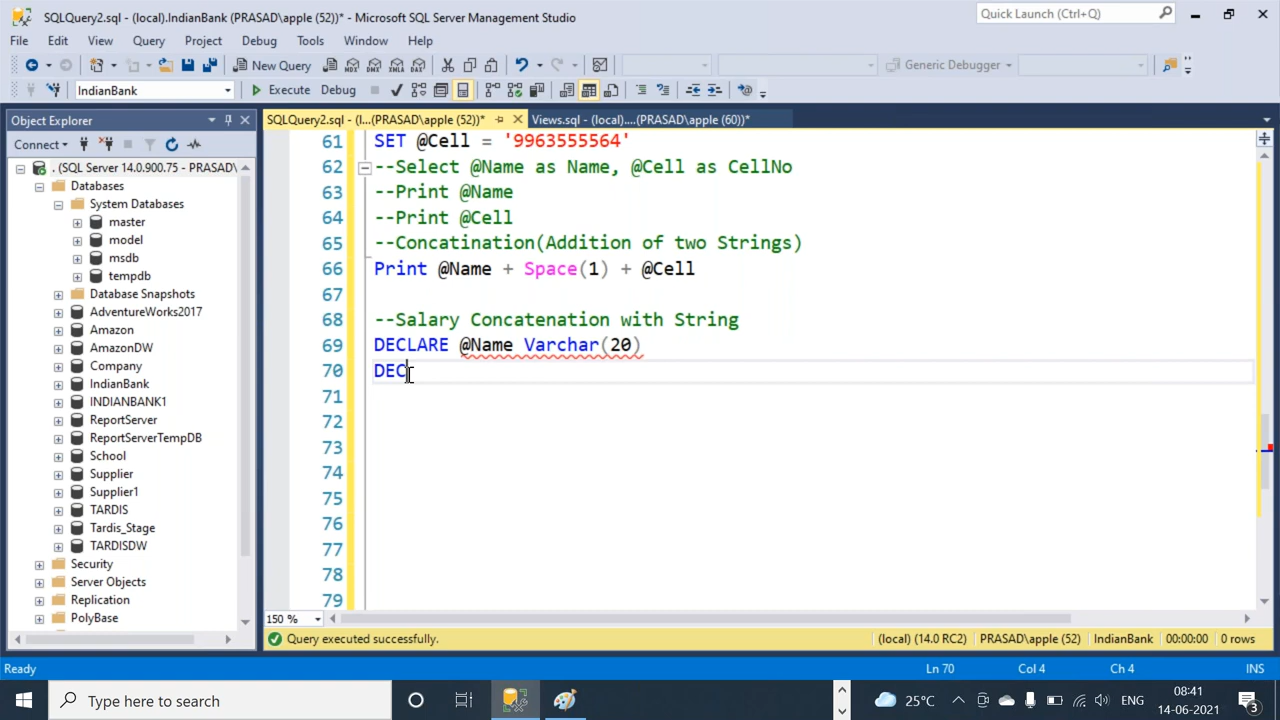 SQLQuery2.sql - (local).IndianBank (PRASAD\apple (52))* - Microsoft SQL Server Management Studio
Quick Launch (Ctrl+Q)
File Edit View Query Project Debug Tools Window Help
New Query MDX DMX XMLA DAX Generic Debugger
IndianBank Execute Debug
Object Explorer
SQLQuery2.sql - (l...(PRASAD\apple (52))* Views.sql - (local)....(PRASAD\apple (60))*
Connect
. (SQL Server 14.0.900.75 - PRASAD\
Databases
System Databases
master
model
msdb
tempdb
Database Snapshots
AdventureWorks2017
Amazon
AmazonDW
Company
IndianBank
INDIANBANK1
ReportServer
ReportServerTempDB
School
Supplier
Supplier1
TARDIS
Tardis_Stage
TARDISDW
Security
Server Objects
Replication
PolyBase
61 SET @Cell = '9963555564'
62 --Select @Name as Name, @Cell as CellNo
63 --Print @Name
64 --Print @Cell
65 --Concatination(Addition of two Strings)
66 Print @Name + Space(1) + @Cell
67
68 --Salary Concatenation with String
69 DECLARE @Name Varchar(20)
70 DEC
71
72
73
74
75
76
77
78
79
150 %
Query executed successfully. (local) (14.0 RC2) PRASAD\apple (52) IndianBank 00:00:00 0 rows
Ready Ln 70 Col 4 Ch 4 INS
Type here to search 25°C ENG 08:41
14-06-2021 3